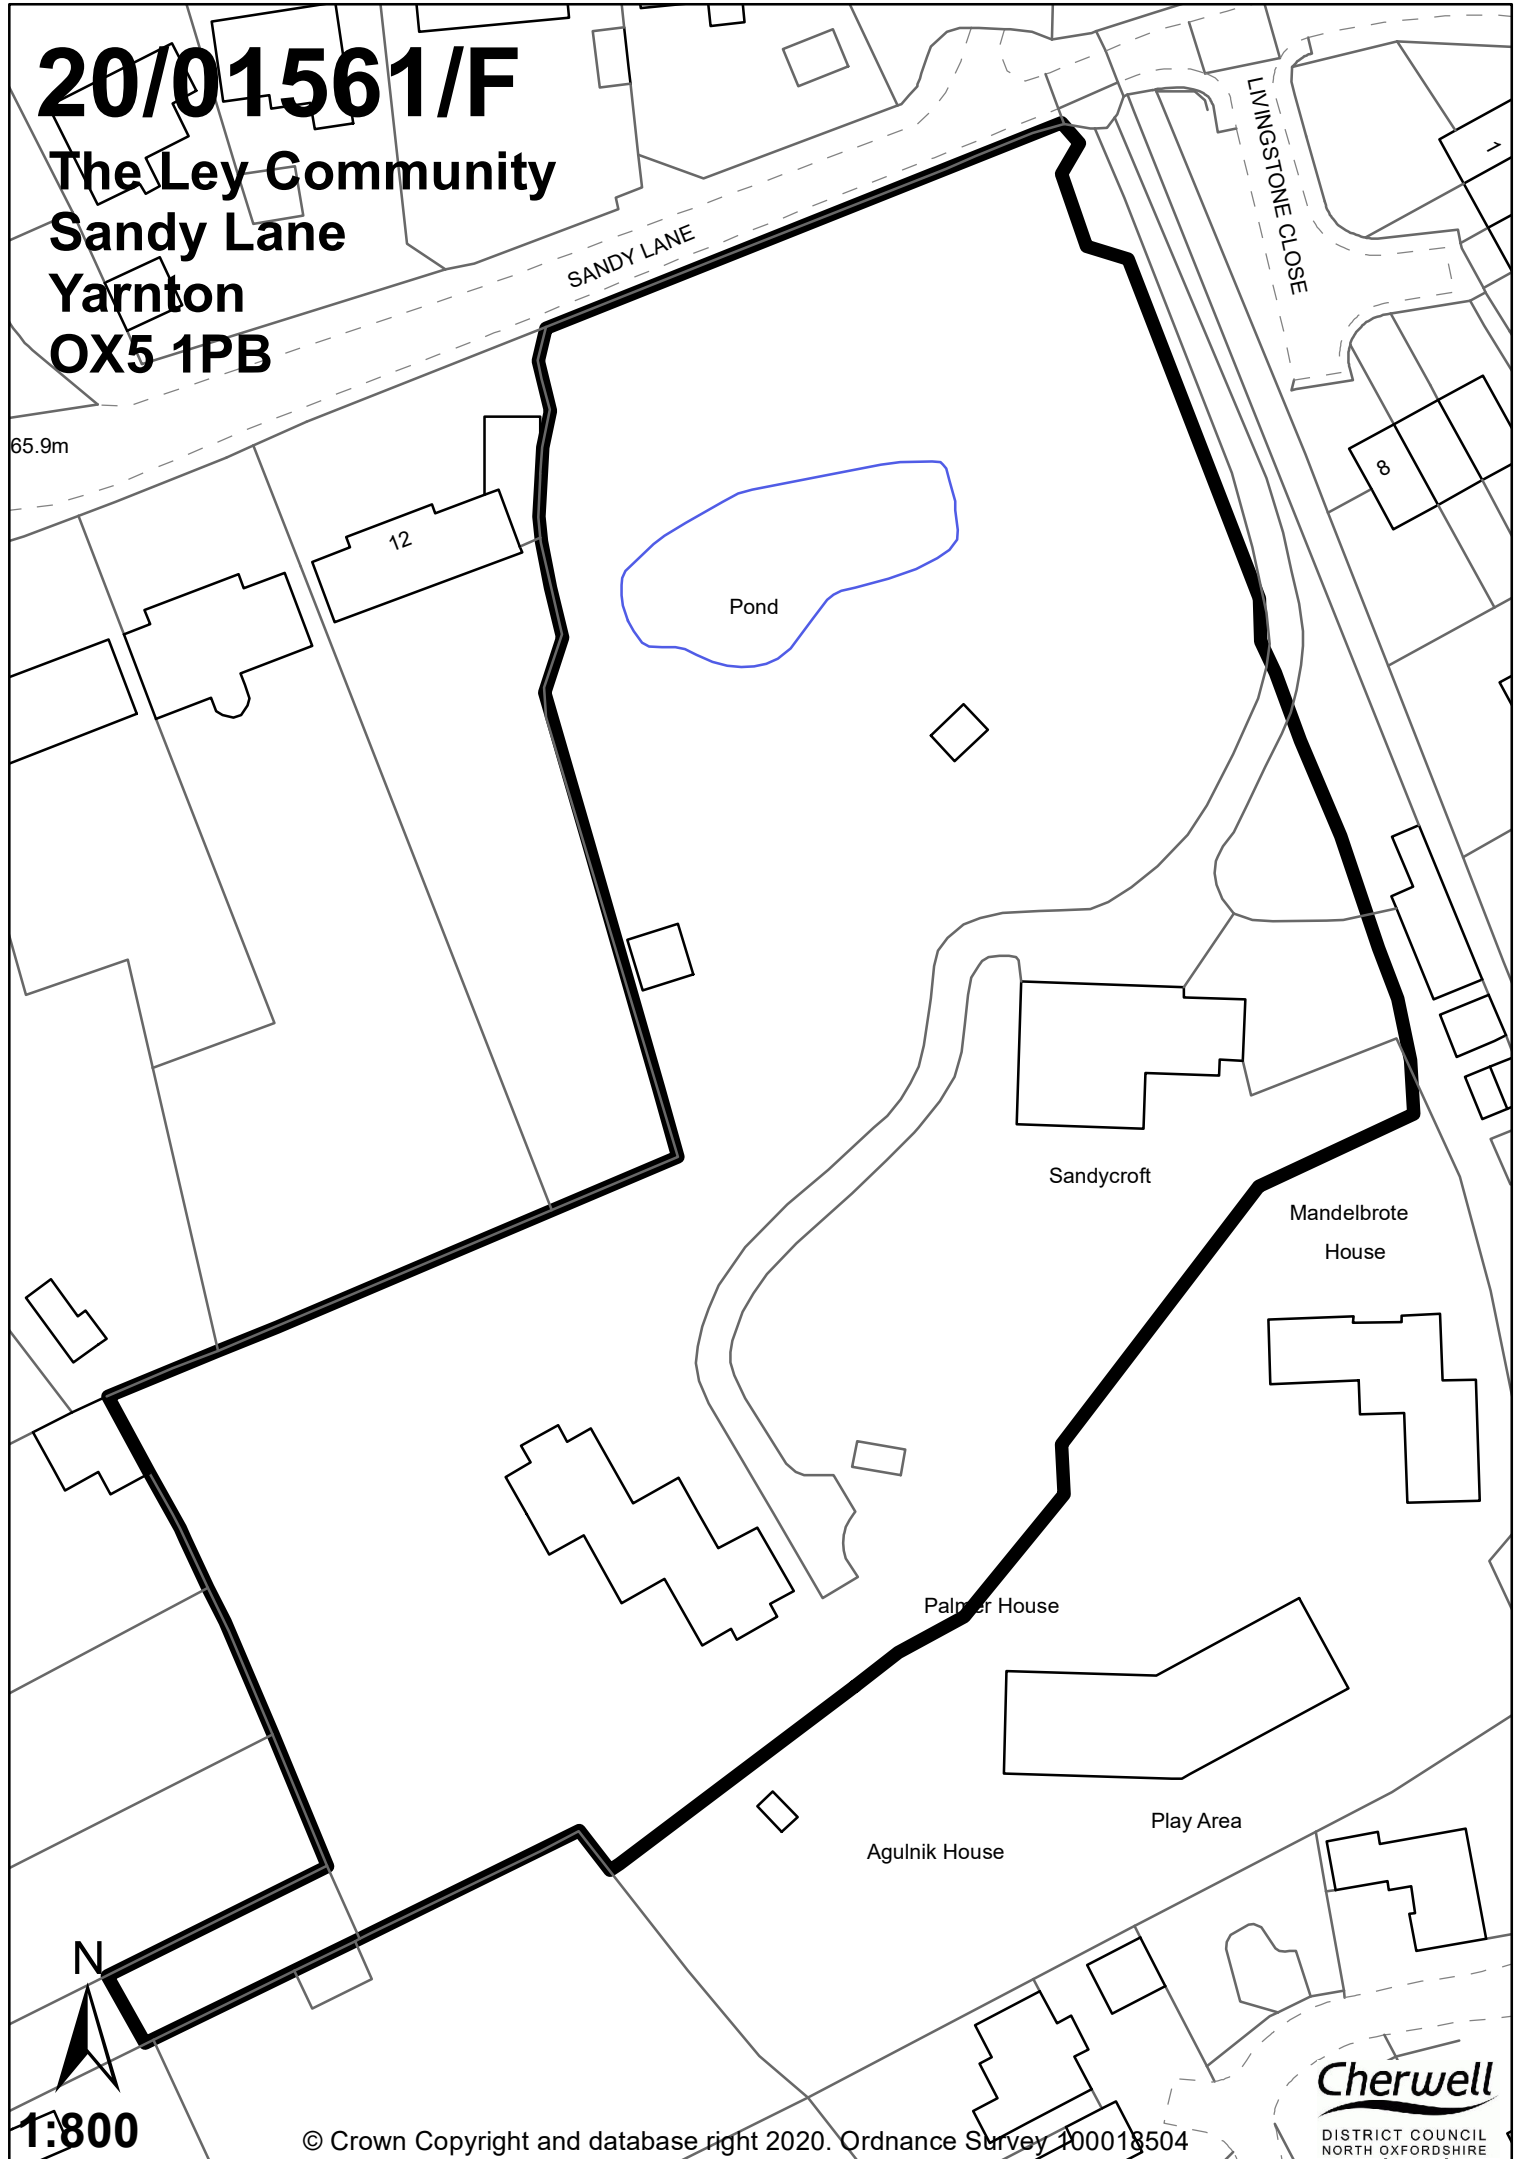 20/01561/F
The Ley Community
Sandy Lane
Yarnton
OX5 1PB
SANDY LANE
LIVINGSTONE CLOSE
1
65.9m
8
12
Pond
Sandycroft
Mandelbrote
House
Palmer House
Play Area
Agulnik House
N
1:800
© Crown Copyright and database right 2020. Ordnance Survey 100018504
Cherwell
DISTRICT COUNCIL
NORTH OXFORDSHIRE